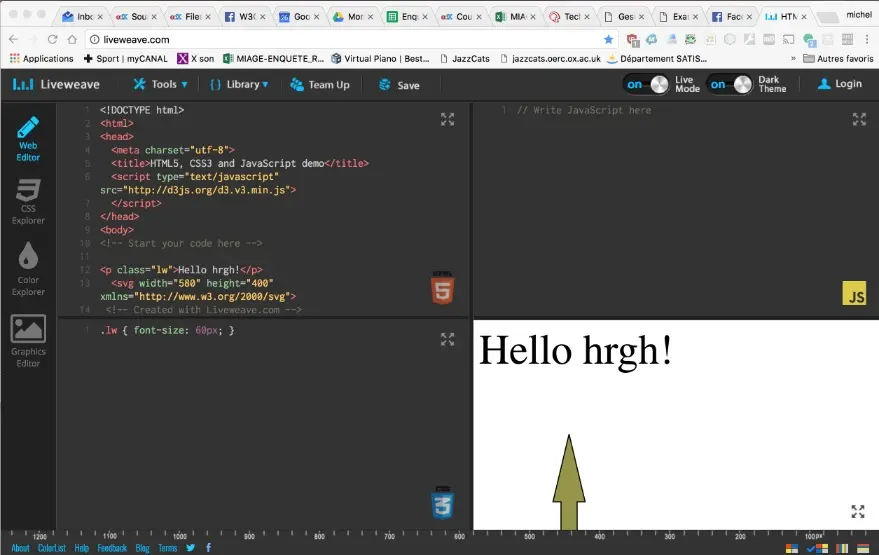 Inbo
Sou
Filer
W3C
Goo
Mor
Enq
Cou
MIAG
Tecl
Ges
Exa
Face
HTM
michel
liveweave.com
Applications
Sport | myCANAL
X son
MIAGE-ENQUETE_R...
Virtual Piano | Best...
JazzCats
jazzcats.oerc.ox.ac.uk
Département SATIS...
»
Autres favoris
Liveweave
Tools
Library
Team Up
Save
on
Live Mode
on
Dark Theme
Login
Web Editor
CSS Explorer
Color Explorer
Graphics Editor
1 <!DOCTYPE html>
2 <html>
3 <head>
4 <meta charset="utf-8">
5 <title>HTML5, CSS3 and JavaScript demo</title>
6 <script type="text/javascript"
src="http://d3js.org/d3.v3.min.js">
7 </script>
8 </head>
9 <body>
10 <!-- Start your code here -->
11
12 <p class="lw">Hello hrgh!</p>
13 <svg width="580" height="400"
xmlns="http://www.w3.org/2000/svg">
14 <!-- Created with Liveweave.com -->
5
1 .lw { font-size: 60px; }
3
1 // Write JavaScript here
JS
Hello hrgh!
1200 1100 1000 900 800 700 600 500 400 300 200 100px
About ColorList Help Feedback Blog Terms